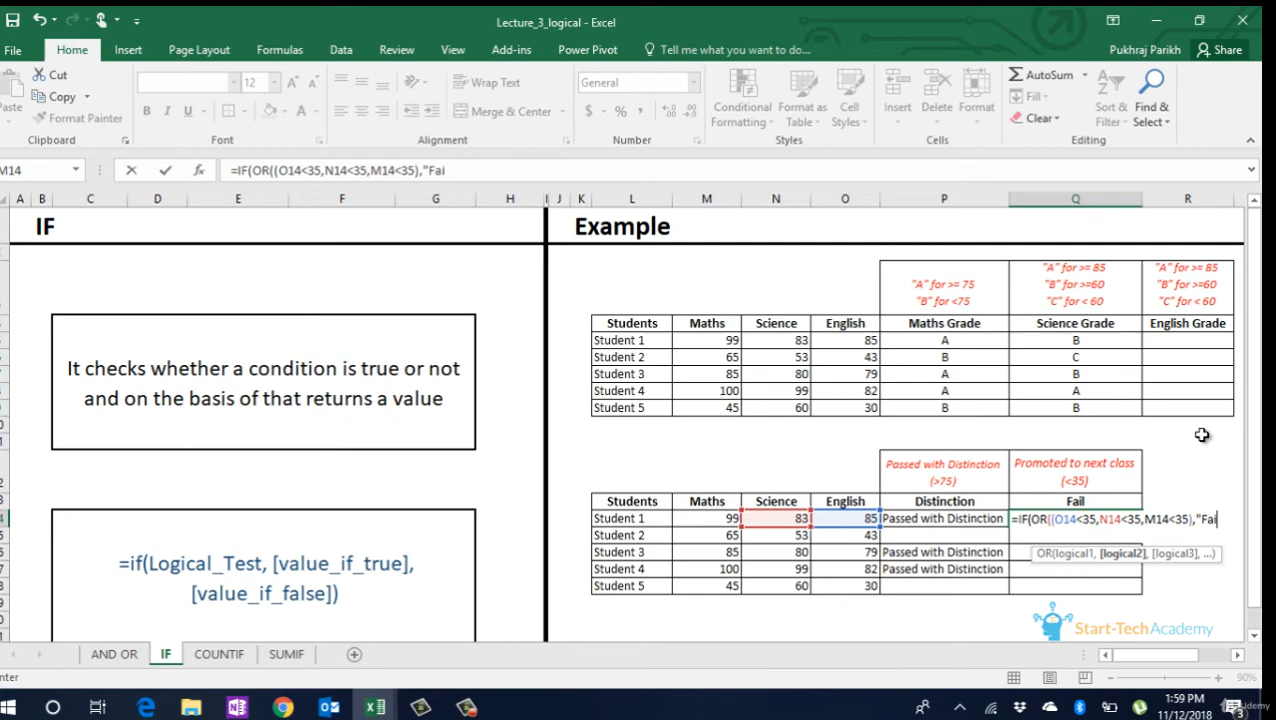 Lecture_3_logical - Excel
File Home Insert Page Layout Formulas Data Review View Add-ins Power Pivot Tell me what you want to do... Pukhraj Parikh Share
Cut
Copy
Format Painter
Paste
Clipboard
12
B I U
Font
Wrap Text
Merge & Center
Alignment
General
$ % ,
Number
Conditional Formatting
Format as Table
Cell Styles
Styles
Insert Delete Format
Cells
AutoSum
Fill
Clear
Sort & Filter
Find & Select
Editing
M14 =IF(OR((O14<35,N14<35,M14<35),"Fai
A B C D E F G H I J K L M N O P Q R
IF
Example
It checks whether a condition is true or not
and on the basis of that returns a value
=if(Logical_Test, [value_if_true],
[value_if_false])
"A" for >= 75
"B" for <75
"A" for >= 85
"B" for >=60
"C" for < 60
"A" for >= 85
"B" for >=60
"C" for < 60
Students Maths Science English Maths Grade Science Grade English Grade
Student 1 99 83 85 A B
Student 2 65 53 43 B C
Student 3 85 80 79 A B
Student 4 100 99 82 A A
Student 5 45 60 30 B B
Passed with Distinction
(>75)
Promoted to next class
(<35)
Students Maths Science English Distinction Fail
Student 1 99 83 85 Passed with Distinction =IF(OR((O14<35,N14<35,M14<35),"Fai
Student 2 65 53 43
OR(logical1, [logical2], [logical3], ...)
Student 3 85 80 79 Passed with Distinction
Student 4 100 99 82 Passed with Distinction
Student 5 45 60 30
Start-TechAcademy
AND OR IF COUNTIF SUMIF
nter
90%
1:59 PM
11/12/2018
Udemy